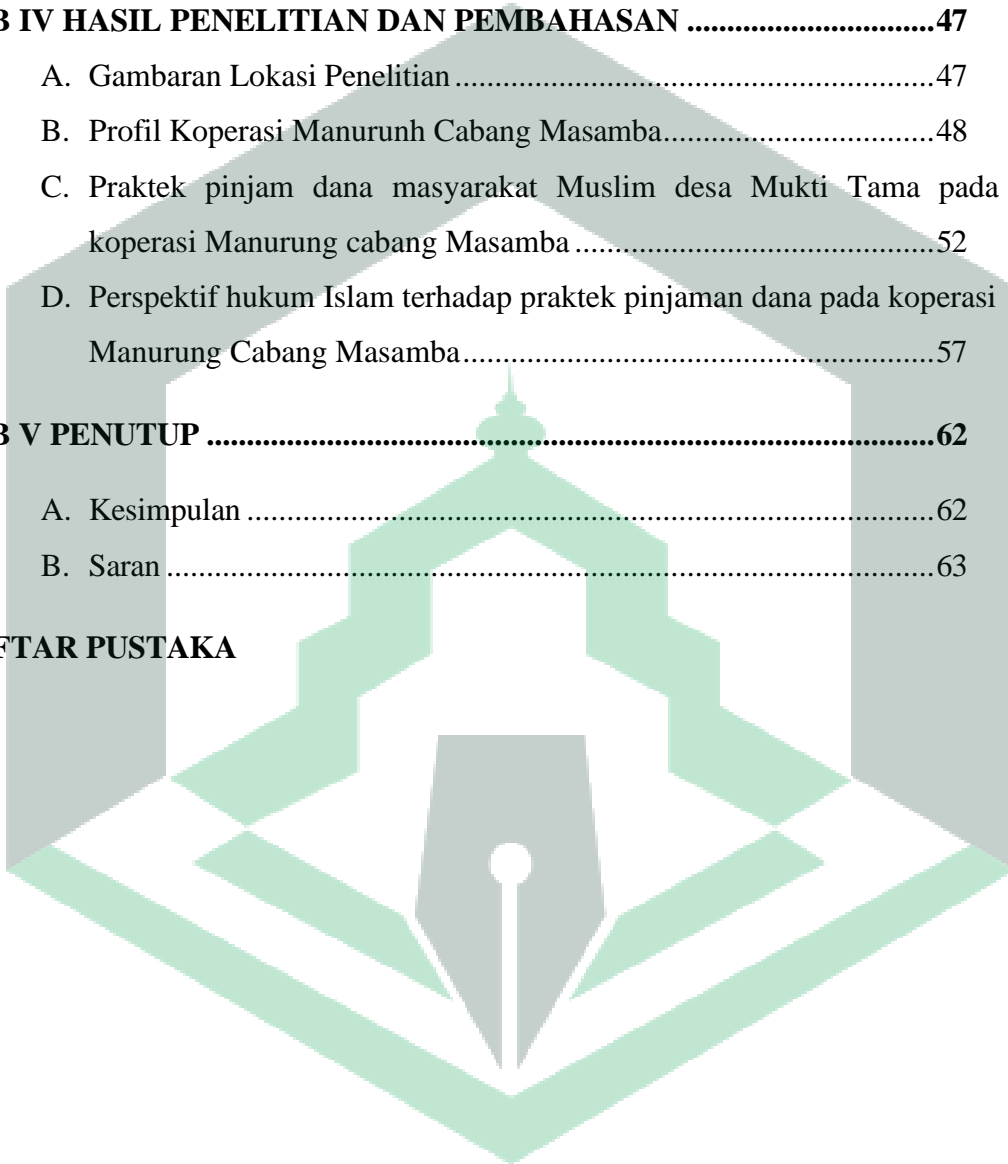 B IV HASIL PENELITIAN DAN PEMBAHASAN ..............................47
A. Gambaran Lokasi Penelitian ..............................47
B. Profil Koperasi Manurunh Cabang Masamba..............................48
C. Praktek pinjam dana masyarakat Muslim desa Mukti Tama pada
koperasi Manurung cabang Masamba ..............................52
D. Perspektif hukum Islam terhadap praktek pinjaman dana pada koperasi
Manurung Cabang Masamba..............................57
B V PENUTUP ..............................62
A. Kesimpulan ..............................62
B. Saran ..............................63
FTAR PUSTAKA